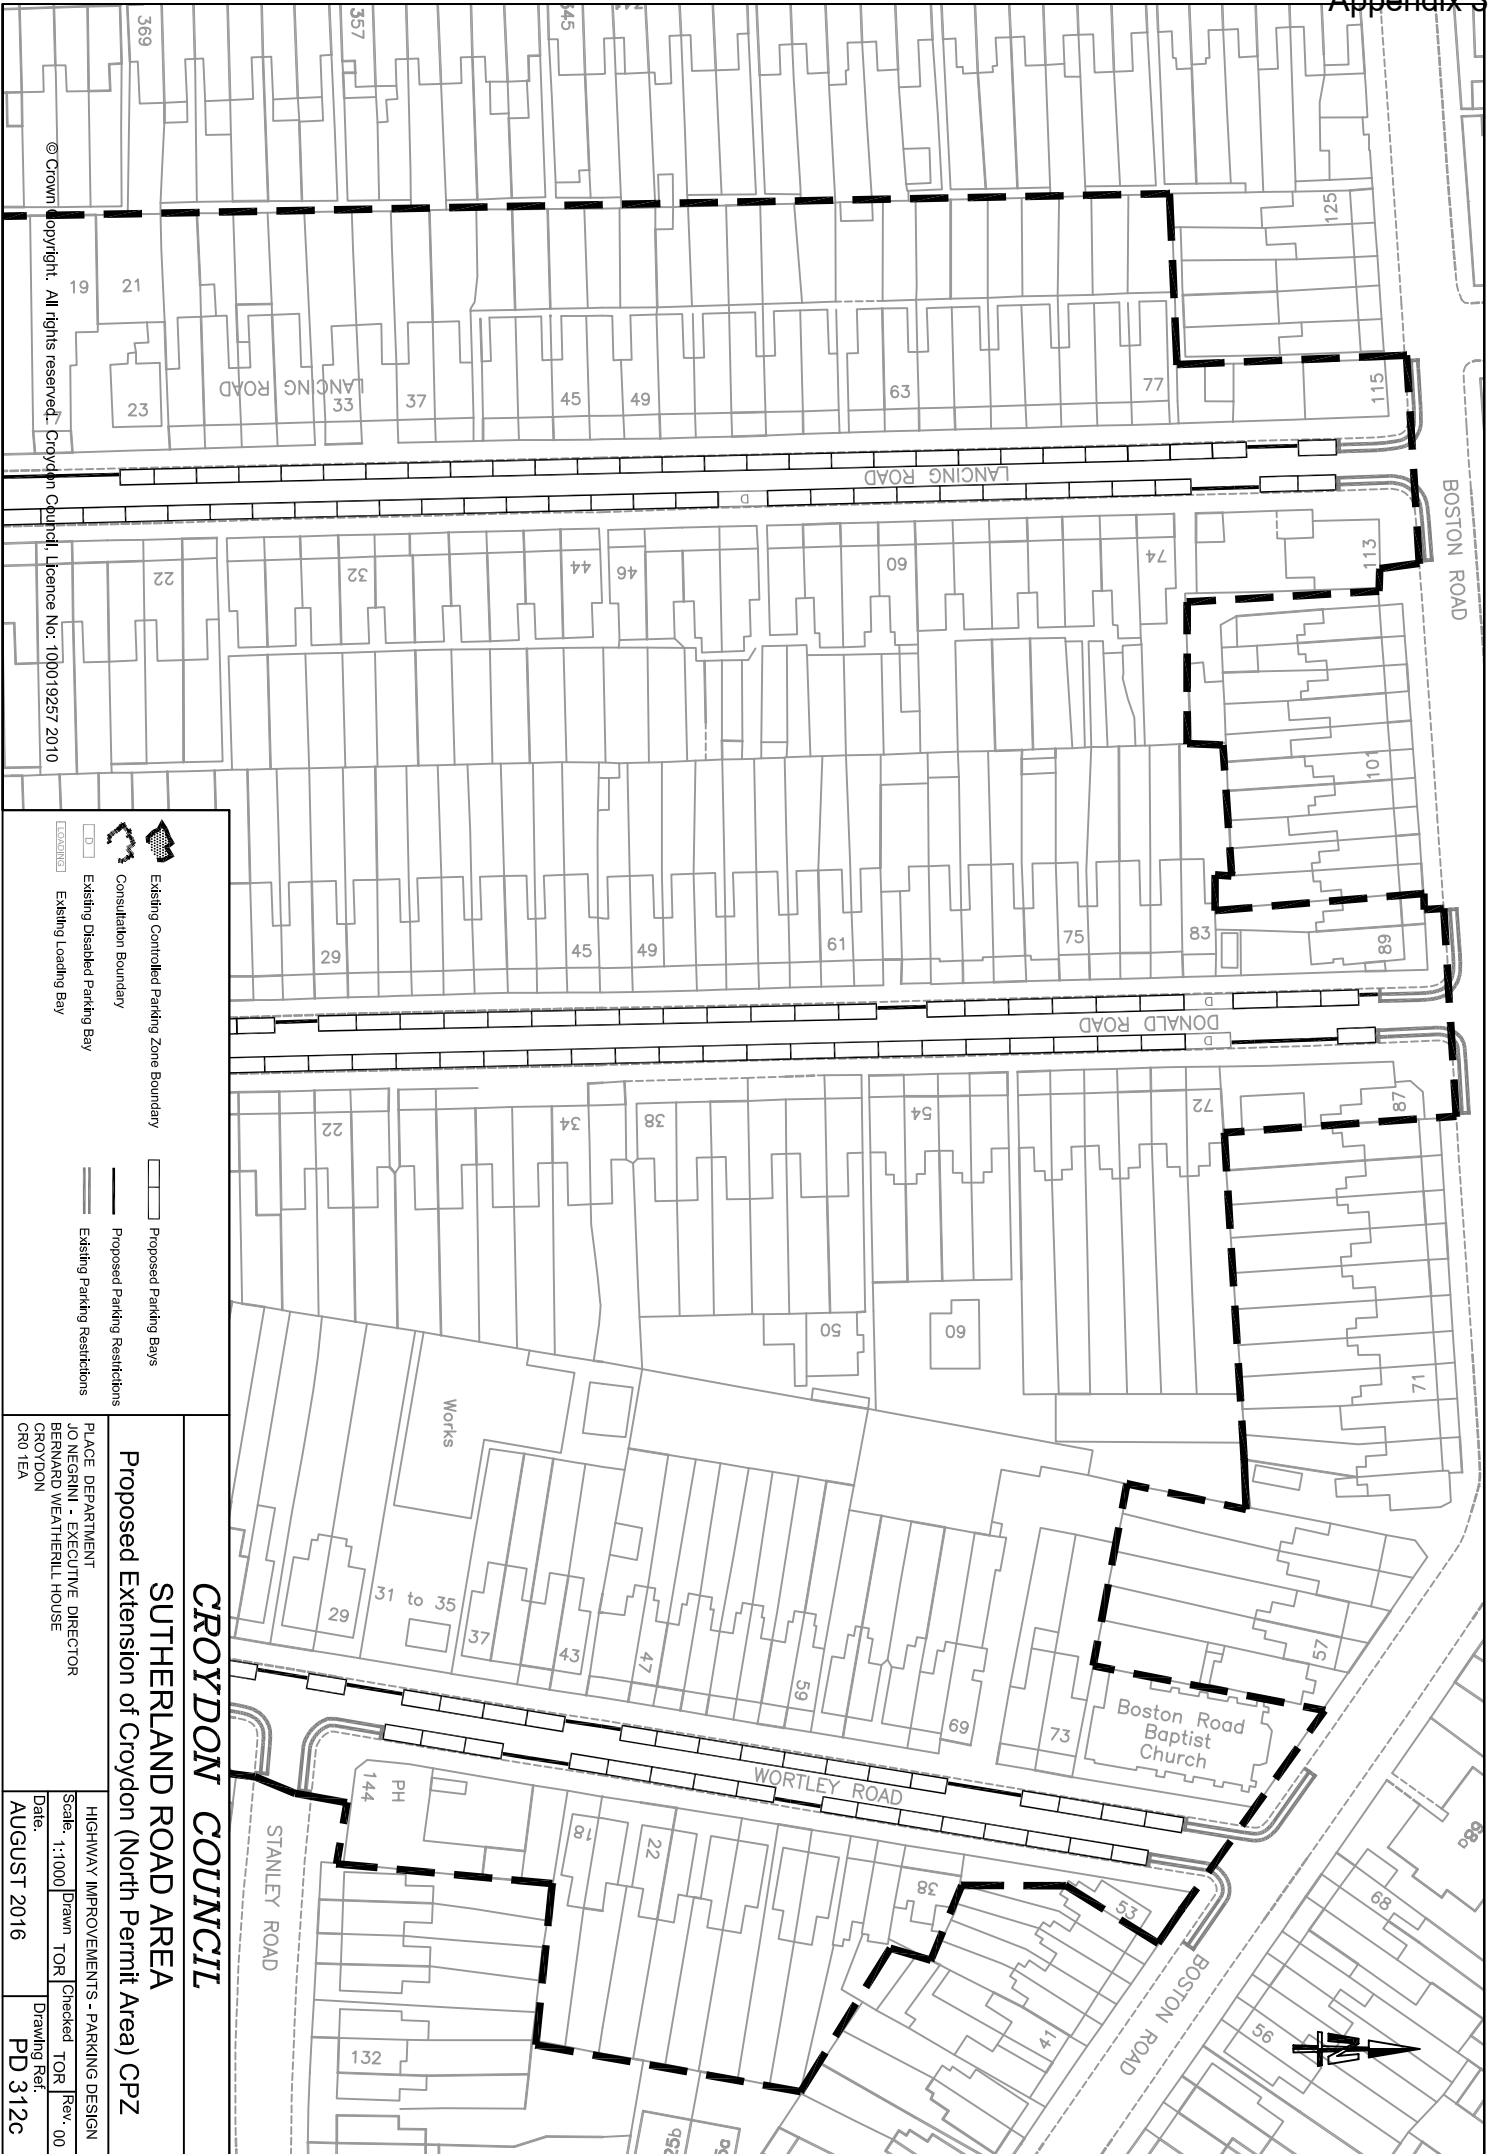 Appendix 3
369
357
345
125
19
21
17
23
LANCING ROAD
33
37
45
49
63
77
115
LANCING ROAD
D
BOSTON ROAD
22
32
44
46
60
74
113
101
29
45
49
61
75
83
89
D
DONALD ROAD
D
22
34
38
54
72
87
50
60
71
Works
29
31 to 35
37
43
47
59
69
73
57
Boston Road
Baptist
Church
WORTLEY ROAD
144
PH
18
22
38
53
41
BOSTON ROAD
68
56
STANLEY ROAD
132
N
© Crown Copyright. All rights reserved. Croydon Council, Licence No: 100019257 2010
Existing Controlled Parking Zone Boundary
Consultation Boundary
D Existing Disabled Parking Bay
LOADING Existing Loading Bay
Proposed Parking Bays
Proposed Parking Restrictions
Existing Parking Restrictions
CROYDON COUNCIL
SUTHERLAND ROAD AREA
Proposed Extension of Croydon (North Permit Area) CPZ
PLACE DEPARTMENT
JO NEGRINI - EXECUTIVE DIRECTOR
BERNARD WEATHERILL HOUSE
CROYDON
CR0 1EA
HIGHWAY IMPROVEMENTS - PARKING DESIGN
Scale. 1:1000 Drawn TOR Checked TOR Rev. 00
Date. AUGUST 2016
Drawing Ref. PD 312c